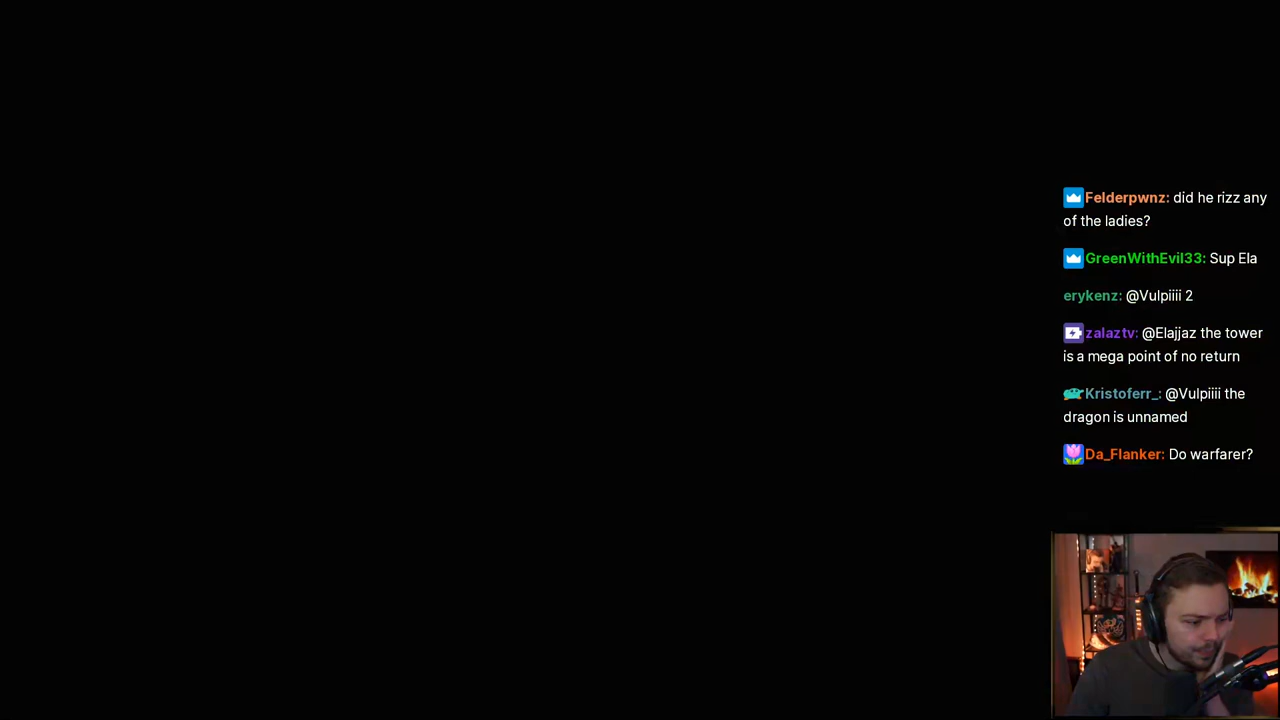 Felderpwnz: did he rizz any
of the ladies?
GreenWithEvil33: Sup Ela
erykenz: @Vulpiiii 2
zalaztv: @Elajjaz the tower
is a mega point of no return
Kristoferr_: @Vulpiiii the
dragon is unnamed
Da_Flanker: Do warfarer?